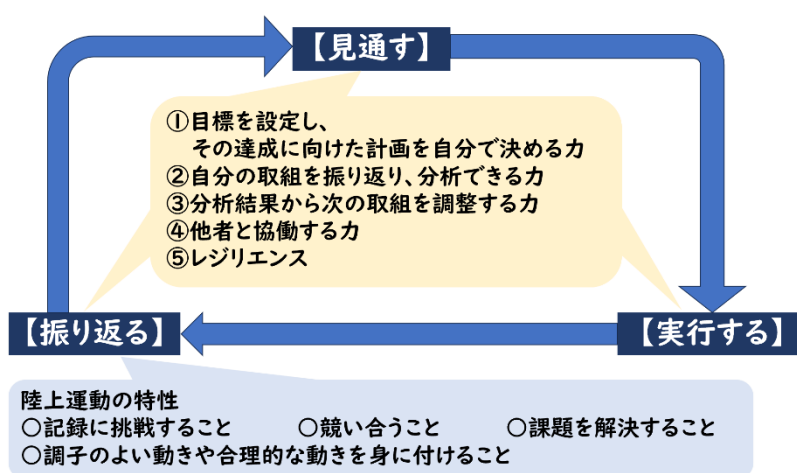 【見通す】
①目標を設定し、
その達成に向けた計画を自分で決める力
②自分の取組を振り返り、分析できる力
③分析結果から次の取組を調整する力
④他者と協働する力
⑤レジリエンス
【振り返る】
【実行する】
陸上運動の特性
○記録に挑戦すること ○競い合うこと ○課題を解決すること
○調子のよい動きや合理的な動きを身に付けること